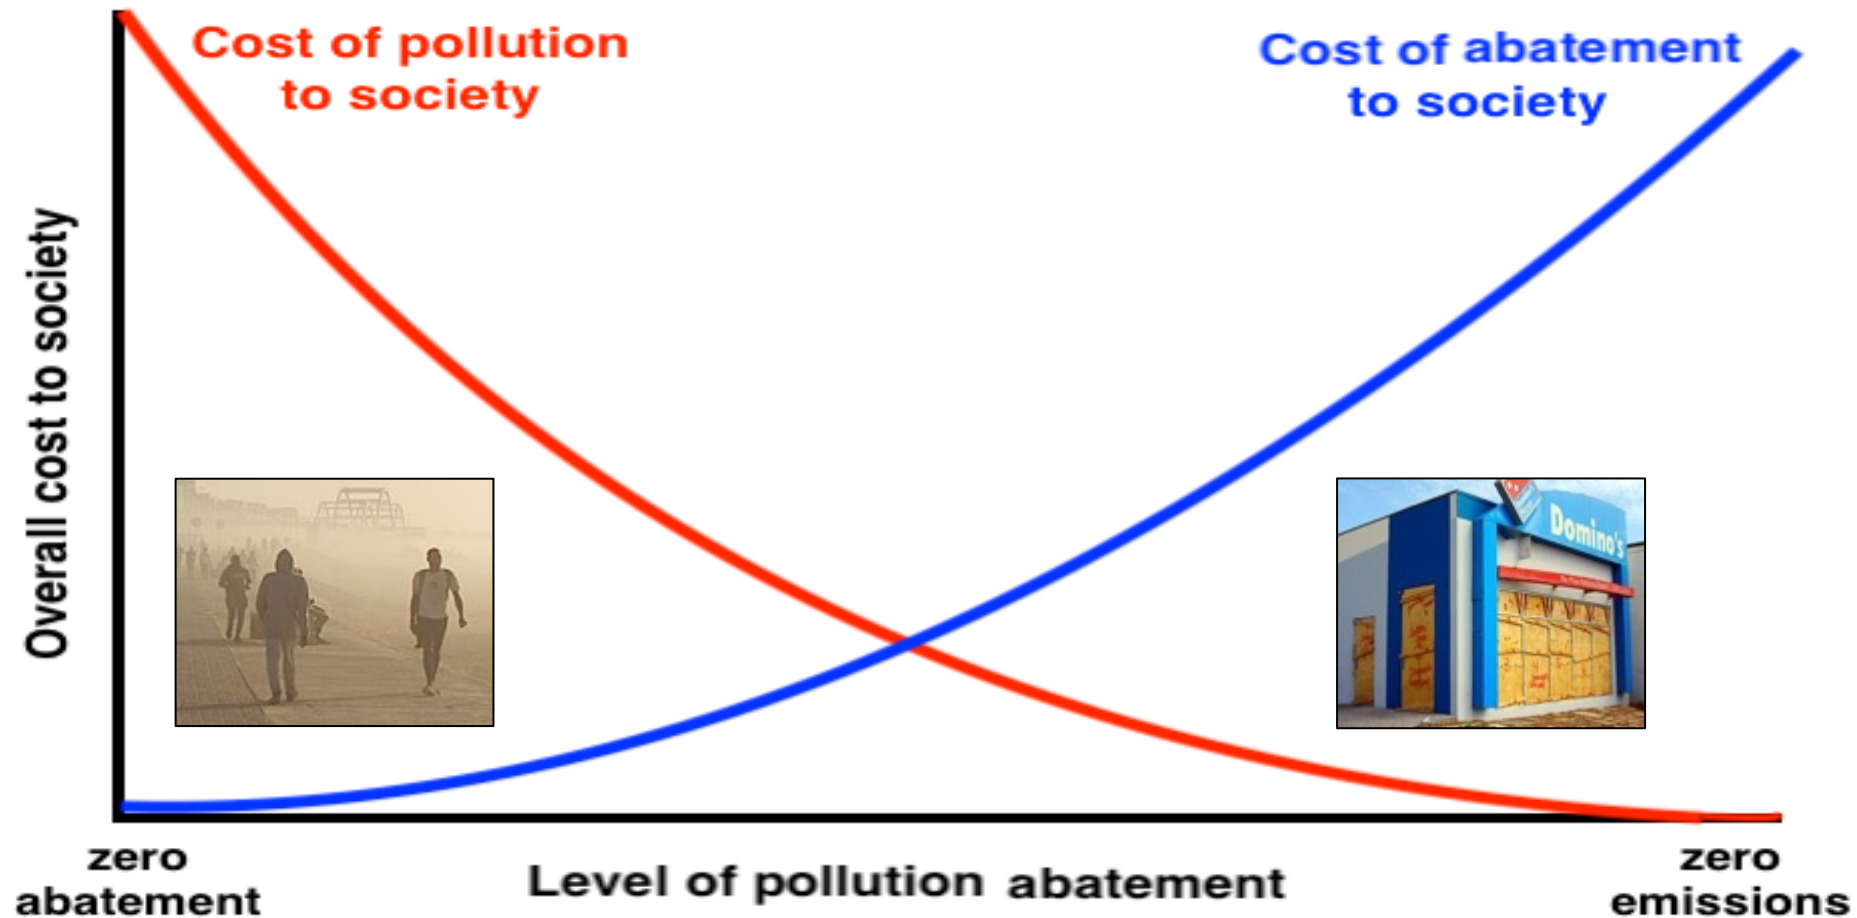 Cost of pollution
to society
Cost of abatement
to society
Overall cost to society
Domino's
zero
abatement
Level of pollution abatement
zero
emissions